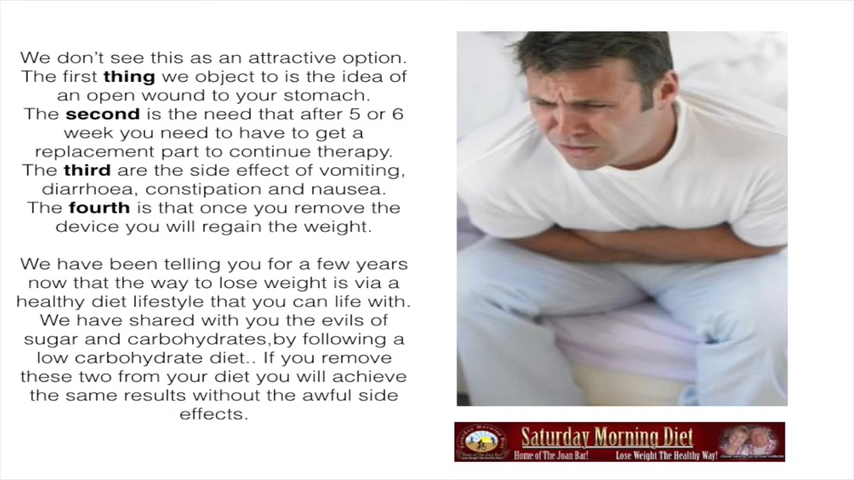 We don't see this as an attractive option.
The first thing we object to is the idea of
an open wound to your stomach.
The second is the need that after 5 or 6
week you need to have to get a
replacement part to continue therapy.
The third are the side effect of vomiting,
diarrhoea, constipation and nausea.
The fourth is that once you remove the
device you will regain the weight.
We have been telling you for a few years
now that the way to lose weight is via a
healthy diet lifestyle that you can life with.
We have shared with you the evils of
sugar and carbohydrates,by following a
low carbohydrate diet.. If you remove
these two from your diet you will achieve
the same results without the awful side
effects.
Saturday Morning Diet
Home of The Joan Bar! Lose Weight The Healthy Way!